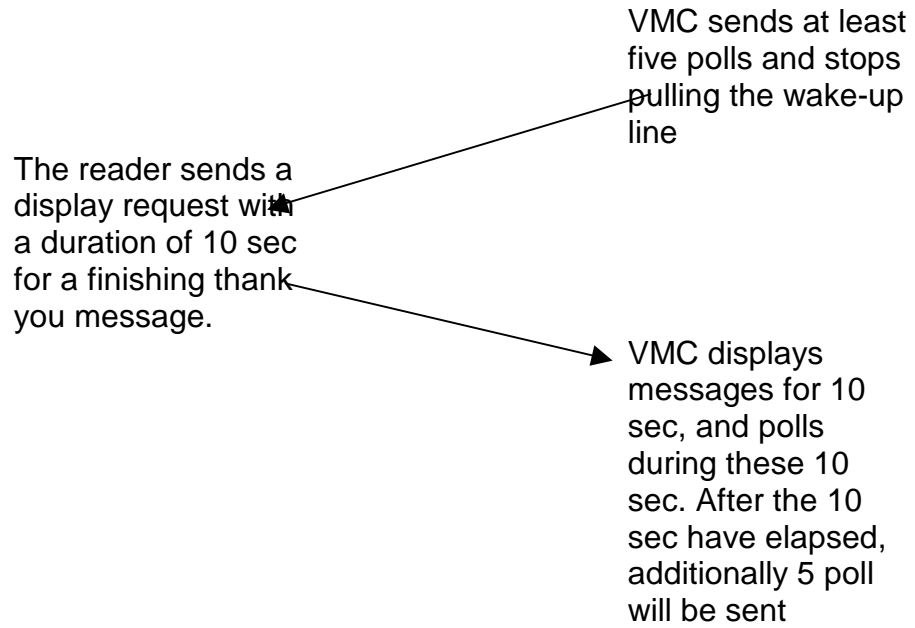 VMC sends at least
five polls and stops
pulling the wake-up
line
The reader sends a
display request with
a duration of 10 sec
for a finishing thank
you message.
VMC displays
messages for 10
sec, and polls
during these 10
sec. After the 10
sec have elapsed,
additionally 5 poll
will be sent